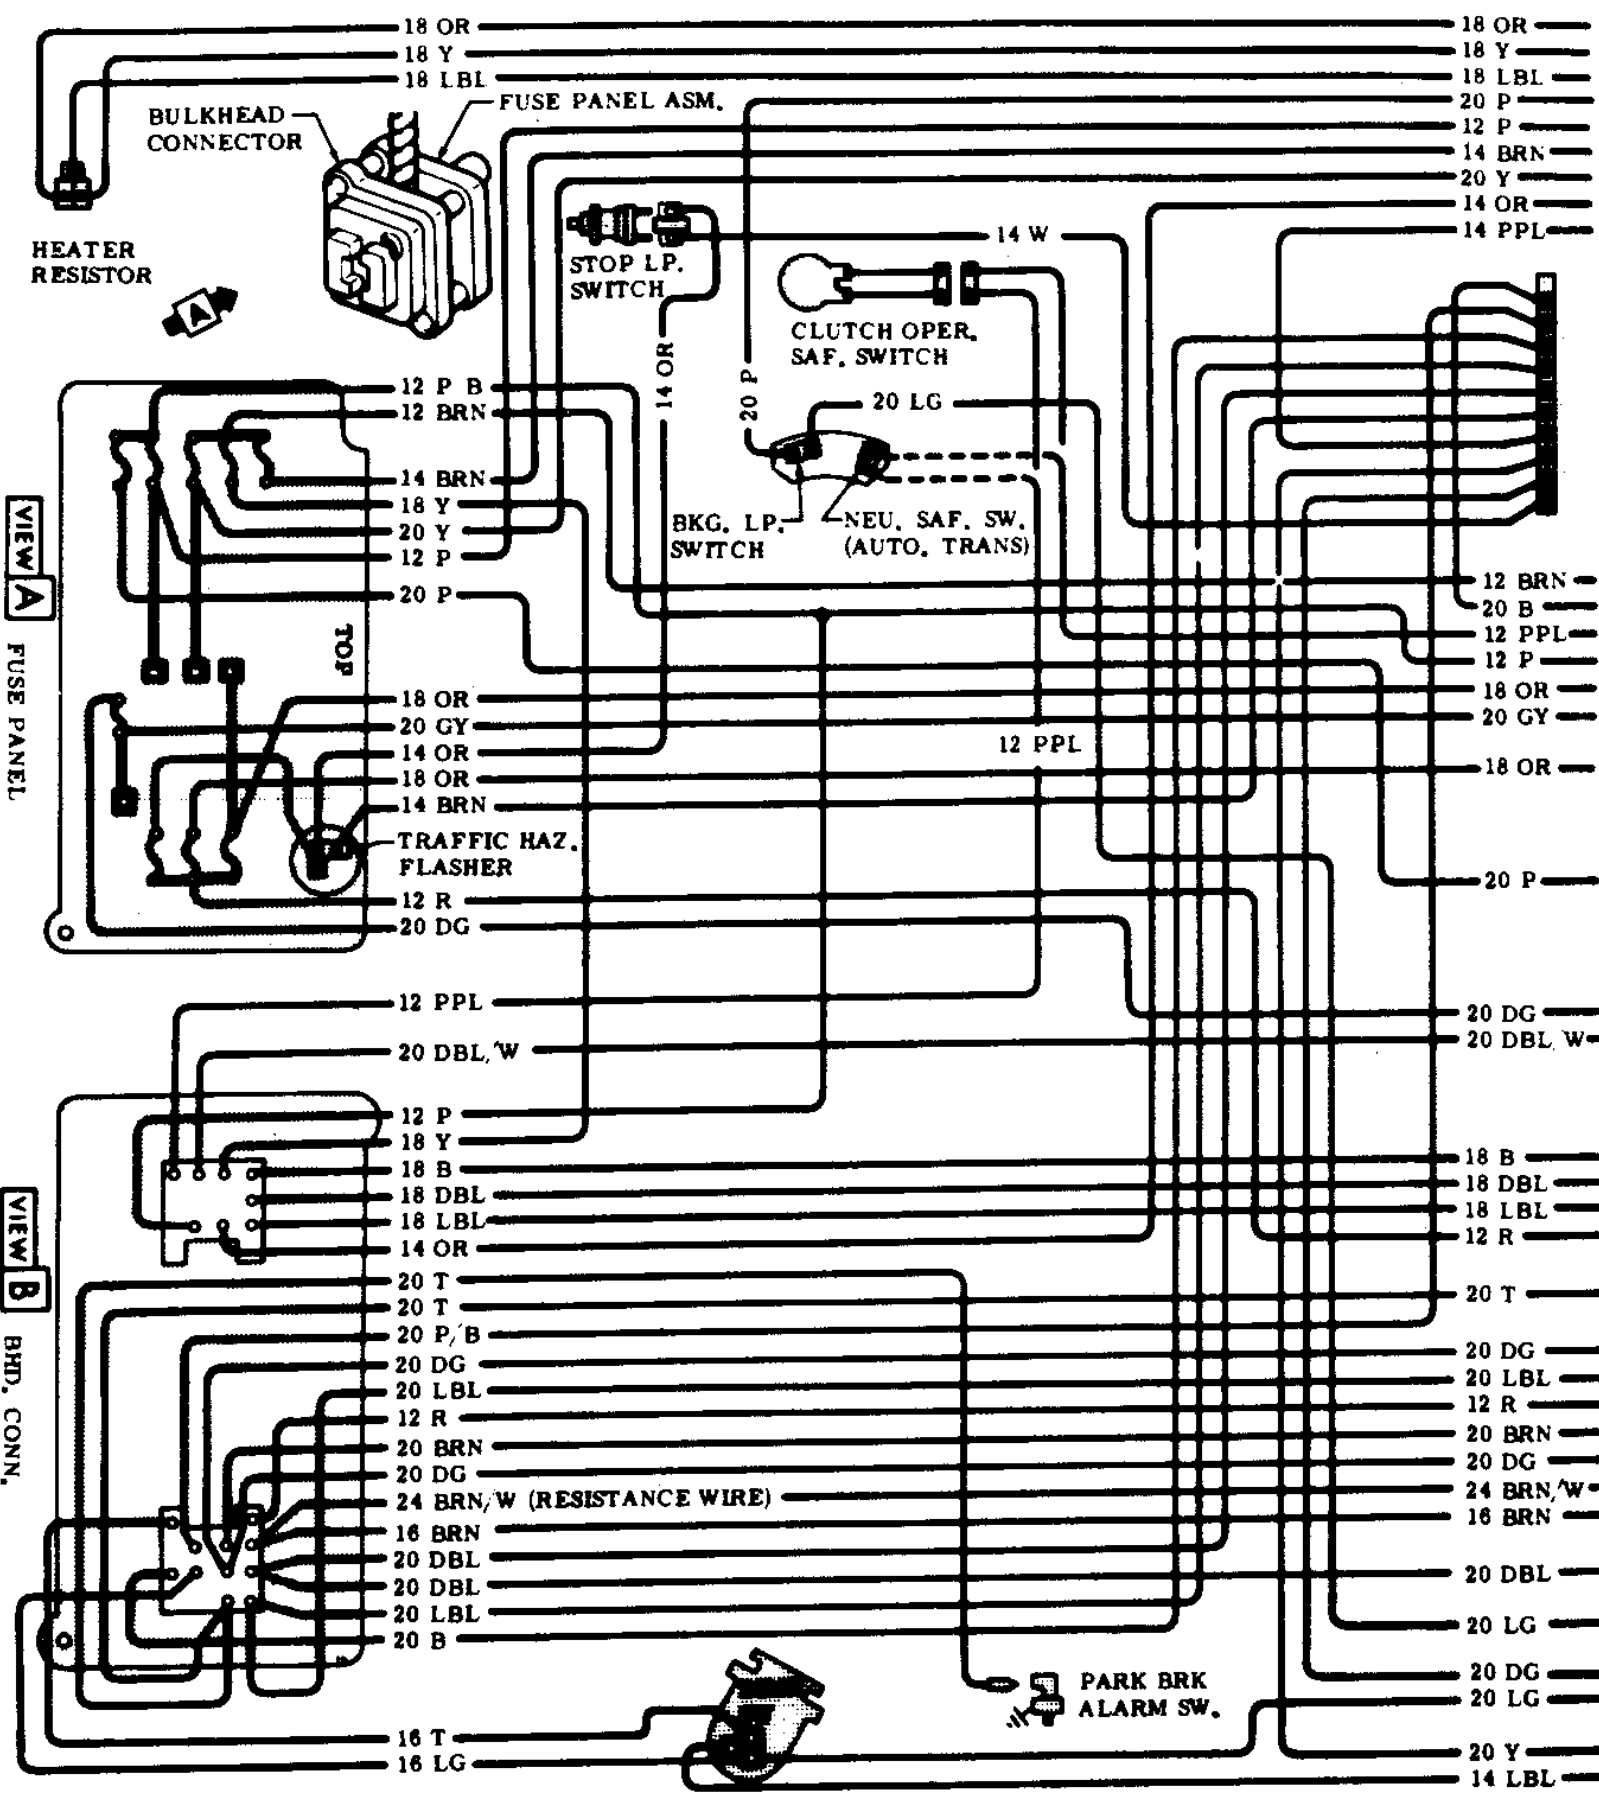 18 OR 18 OR
18 Y 18 Y
18 LBL 18 LBL
FUSE PANEL ASM. 20 P
BULKHEAD
CONNECTOR
12 P
14 BRN
20 Y
14 OR
14 PPL
14 W
HEATER
RESISTOR
STOP LP.
SWITCH
A
CLUTCH OPER.
SAF. SWITCH
14 OR
20 P
20 LG
12 P B
12 BRN
14 BRN
18 Y
20 Y
12 P
20 P
BKG. LP.
SWITCH
NEU. SAF. SW.
(AUTO. TRANS)
VIEW A
FUSE PANEL
TOP
12 BRN
20 B
12 PPL
12 P
18 OR 18 OR
20 GY 20 GY
14 OR
12 PPL
18 OR 18 OR
14 BRN
TRAFFIC HAZ.
FLASHER
20 P
12 R
20 DG
12 PPL
20 DG
20 DBL/W 20 DBL W
12 P
18 Y
18 B 18 B
18 DBL 18 DBL
18 LBL 18 LBL
14 OR 12 R
VIEW B
BHD. CONN.
20 T
20 T 20 T
20 P/B
20 DG 20 DG
20 LBL 20 LBL
12 R 12 R
20 BRN 20 BRN
20 DG 20 DG
24 BRN/W (RESISTANCE WIRE) 24 BRN/W
16 BRN 16 BRN
20 DBL
20 DBL 20 DBL
20 LBL
20 B 20 LG
PARK BRK
ALARM SW.
20 DG
20 LG
16 T
16 LG
20 Y
14 LBL